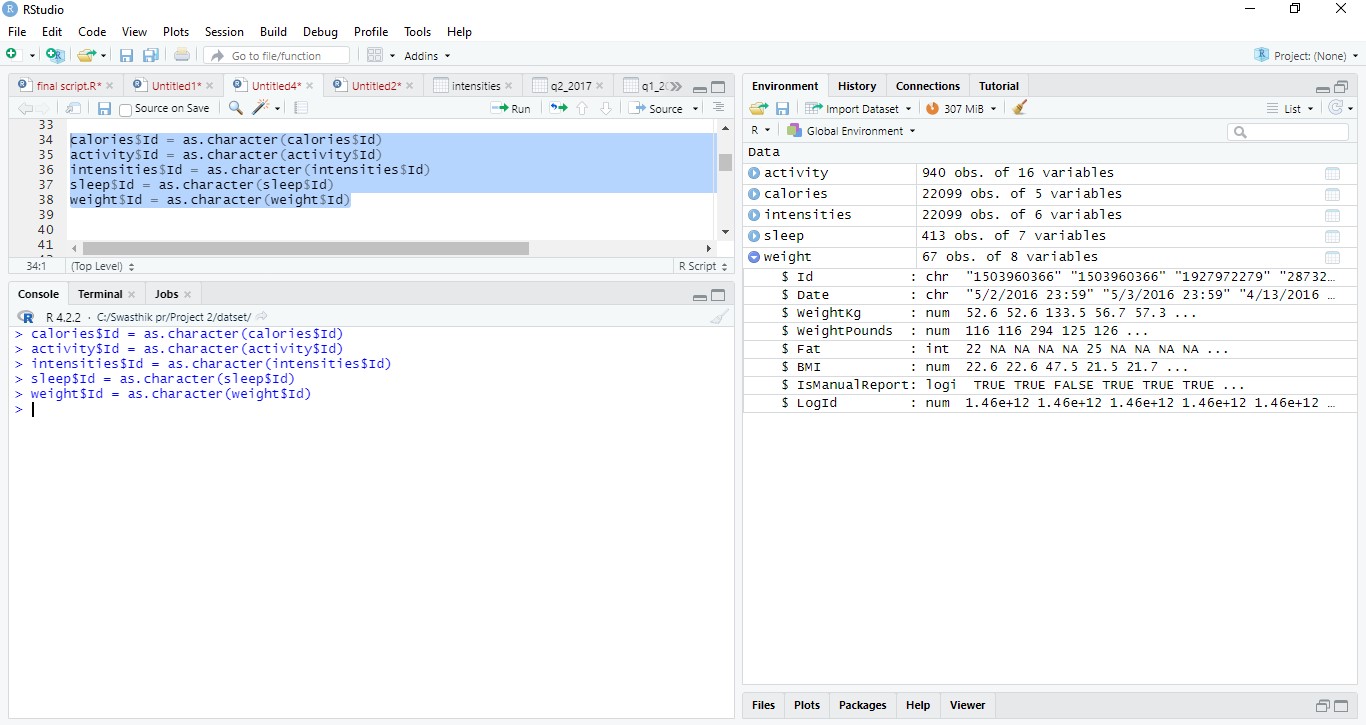 RStudio
File Edit Code View Plots Session Build Debug Profile Tools Help
Go to file/function Addins Project: (None)
final script.R* Untitled1* Untitled4* Untitled2* intensities q2_2017
Source on Save Run Source
33
34 calories$Id = as.character(calories$Id)
35 activity$Id = as.character(activity$Id)
36 intensities$Id = as.character(intensities$Id)
37 sleep$Id = as.character(sleep$Id)
38 weight$Id = as.character(weight$Id)
39
40
41
34:1 (Top Level) R Script
Console Terminal Jobs
R 4.2.2 · C:/Swasthik pr/Project 2/datset/
> calories$Id = as.character(calories$Id)
> activity$Id = as.character(activity$Id)
> intensities$Id = as.character(intensities$Id)
> sleep$Id = as.character(sleep$Id)
> weight$Id = as.character(weight$Id)
>
Environment History Connections Tutorial
Import Dataset 307 MiB List
R Global Environment
Data
activity 940 obs. of 16 variables
calories 22099 obs. of 5 variables
intensities 22099 obs. of 6 variables
sleep 413 obs. of 7 variables
weight 67 obs. of 8 variables
$ Id : chr "1503960366" "1503960366" "1927972279" "28732…
$ Date : chr "5/2/2016 23:59" "5/3/2016 23:59" "4/13/2016 …
$ WeightKg : num 52.6 52.6 133.5 56.7 57.3 ...
$ WeightPounds : num 116 116 294 125 126 ...
$ Fat : int 22 NA NA NA NA 25 NA NA NA NA ...
$ BMI : num 22.6 22.6 47.5 21.5 21.7 ...
$ IsManualReport: logi TRUE TRUE FALSE TRUE TRUE TRUE ...
$ LogId : num 1.46e+12 1.46e+12 1.46e+12 1.46e+12 1.46e+12 …
Files Plots Packages Help Viewer